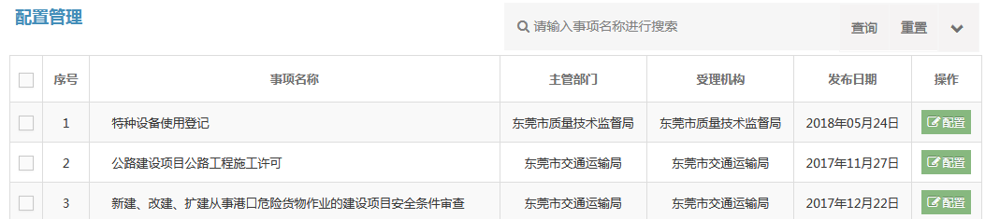 配置管理
请输入事项名称进行搜索 查询 重置
序号 事项名称 主管部门 受理机构 发布日期 操作
1 特种设备使用登记 东莞市质量技术监督局 东莞市质量技术监督局 2018年05月24日 配置
2 公路建设项目公路工程施工许可 东莞市交通运输局 东莞市交通运输局 2017年11月27日 配置
3 新建、改建、扩建从事港口危险货物作业的建设项目安全条件审查 东莞市交通运输局 东莞市交通运输局 2017年12月22日 配置